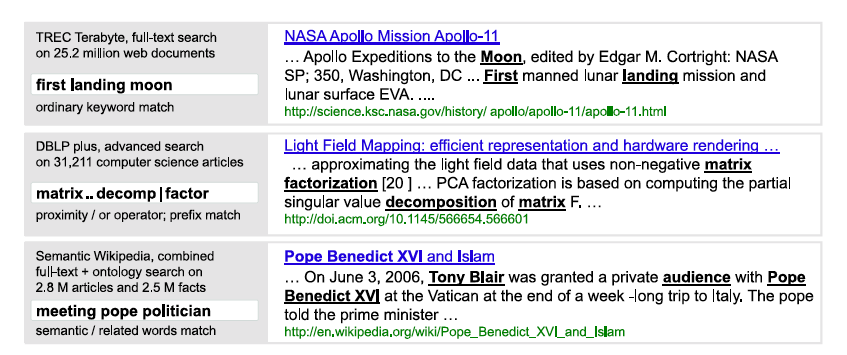 TREC Terabyte, full-text search
on 25.2 million web documents
first landing moon
ordinary keyword match
NASA Apollo Mission Apollo-11
... Apollo Expeditions to the Moon, edited by Edgar M. Cortright: NASA
SP; 350, Washington, DC ... First manned lunar landing mission and
lunar surface EVA. ....
http://science.ksc.nasa.gov/history/ apollo/apollo-11/apollo-11.html
DBLP plus, advanced search
on 31,211 computer science articles
matrix .. decomp | factor
proximity / or operator; prefix match
Light Field Mapping: efficient representation and hardware rendering ...
... approximating the light field data that uses non-negative matrix
factorization [20 ] ... PCA factorization is based on computing the partial
singular value decomposition of matrix F. ...
http://doi.acm.org/10.1145/566654.566601
Semantic Wikipedia, combined
full-text + ontology search on
2.8 M articles and 2.5 M facts
meeting pope politician
semantic / related words match
Pope Benedict XVI and Islam
... On June 3, 2006, Tony Blair was granted a private audience with Pope
Benedict XVI at the Vatican at the end of a week -long trip to Italy. The pope
told the prime minister ...
http://en.wikipedia.org/wiki/Pope_Benedict_XVI_and_Islam